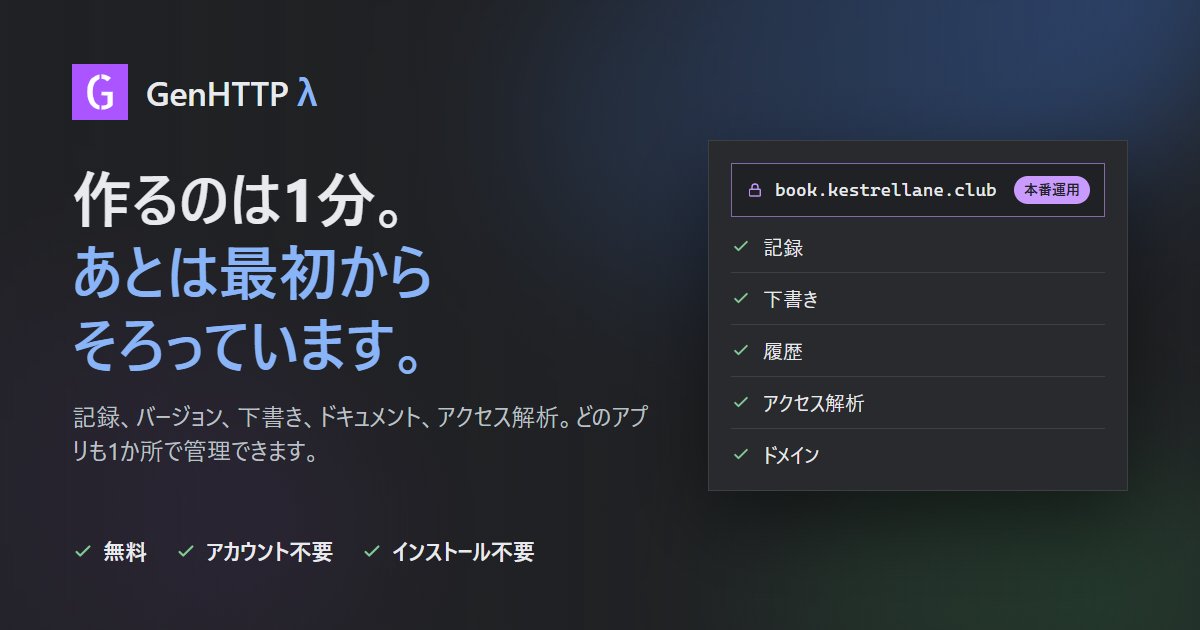 GenHTTP λ
作るのは1分。
あとは最初から
そろっています。
記録、バージョン、下書き、ドキュメント、アクセス解析。どのアプ
リも1か所で管理できます。
無料 アカウント不要 インストール不要
book.kestrellane.club 本番運用
記録
下書き
履歴
アクセス解析
ドメイン